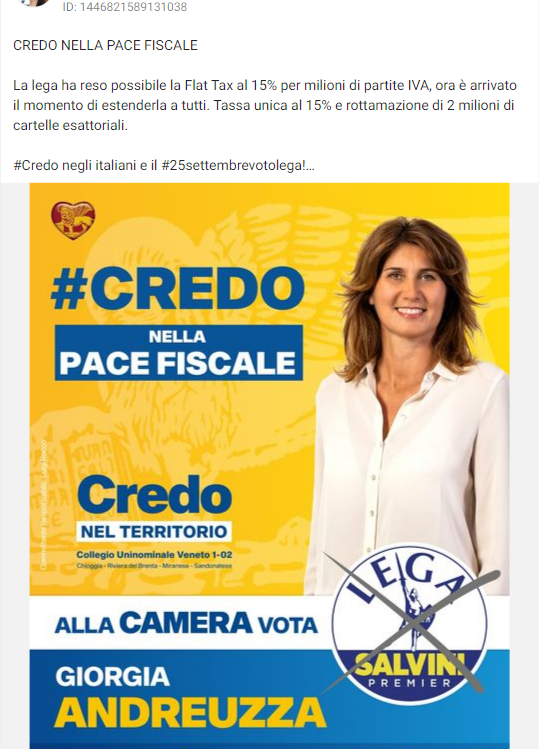 ID: 1446821589131038
CREDO NELLA PACE FISCALE
La lega ha reso possibile la Flat Tax al 15% per milioni di partite IVA, ora è arrivato
il momento di estenderla a tutti. Tassa unica al 15% e rottamazione di 2 milioni di
cartelle esattoriali.
#Credo negli italiani e il #25settembrevotolega!...
#CREDO
NELLA
PACE FISCALE
Credo
NEL TERRITORIO
Collegio Uninominale Veneto 1-02
Chioggia - Riviera del Brenta - Miranese - Sandonatese
LEGA
SALVINI
PREMIER
ALLA CAMERA VOTA
GIORGIA
ANDREUZZA